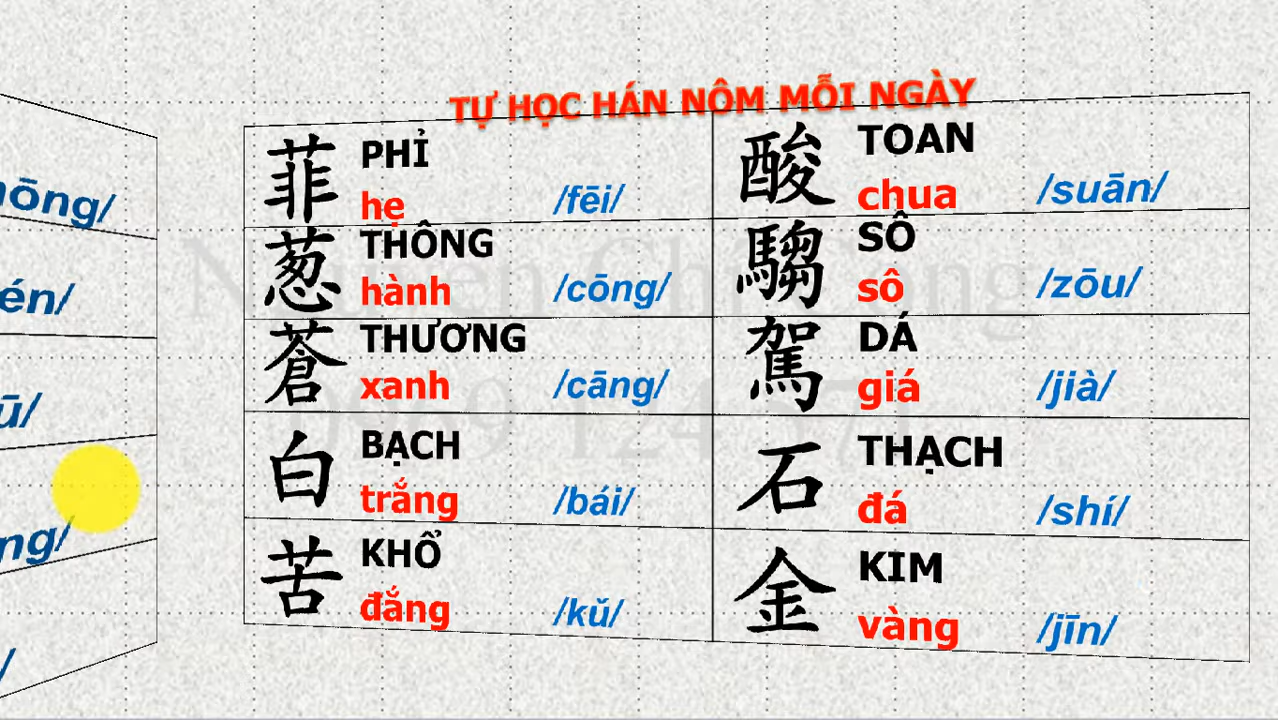 TỰ HỌC HÁN NÔM MỖI NGÀY
菲 PHỈ
hẹ /fēi/
葱 THÔNG
hành /cōng/
蒼 THƯƠNG
xanh /cāng/
白 BẠCH
trắng /bái/
苦 KHỔ
đắng /kŭ/
酸 TOAN
chua /suān/
騶 SÔ
sô /zōu/
駕 DÁ
giá /jià/
石 THẠCH
đá /shí/
金 KIM
vàng /jīn/